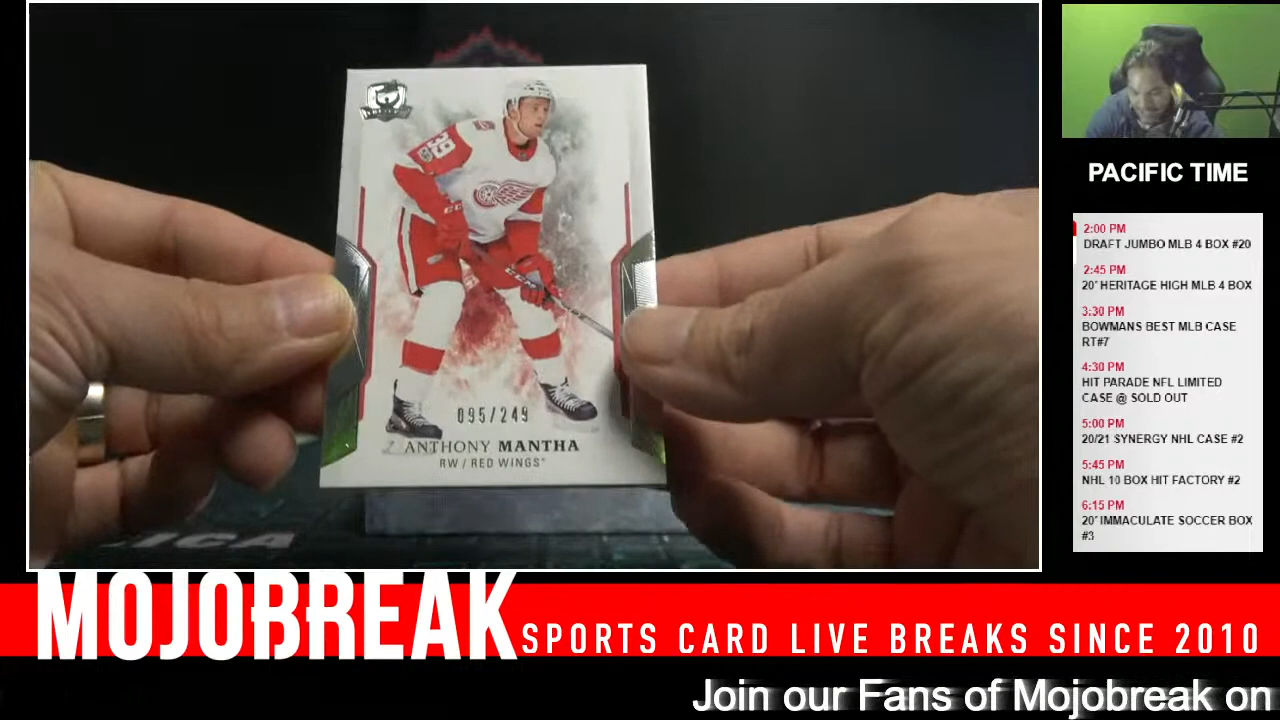 39
095/249
ANTHONY MANTHA
RW / RED WINGS
PACIFIC TIME
2:00 PM
DRAFT JUMBO MLB 4 BOX #20
2:45 PM
20' HERITAGE HIGH MLB 4 BOX
3:30 PM
BOWMANS BEST MLB CASE
RT#7
4:30 PM
HIT PARADE NFL LIMITED
CASE @ SOLD OUT
5:00 PM
20/21 SYNERGY NHL CASE #2
5:45 PM
NHL 10 BOX HIT FACTORY #2
6:15 PM
20' IMMACULATE SOCCER BOX
#3
MOJOBREAK
SPORTS CARD LIVE BREAKS SINCE 2010
Join our Fans of Mojobreak on